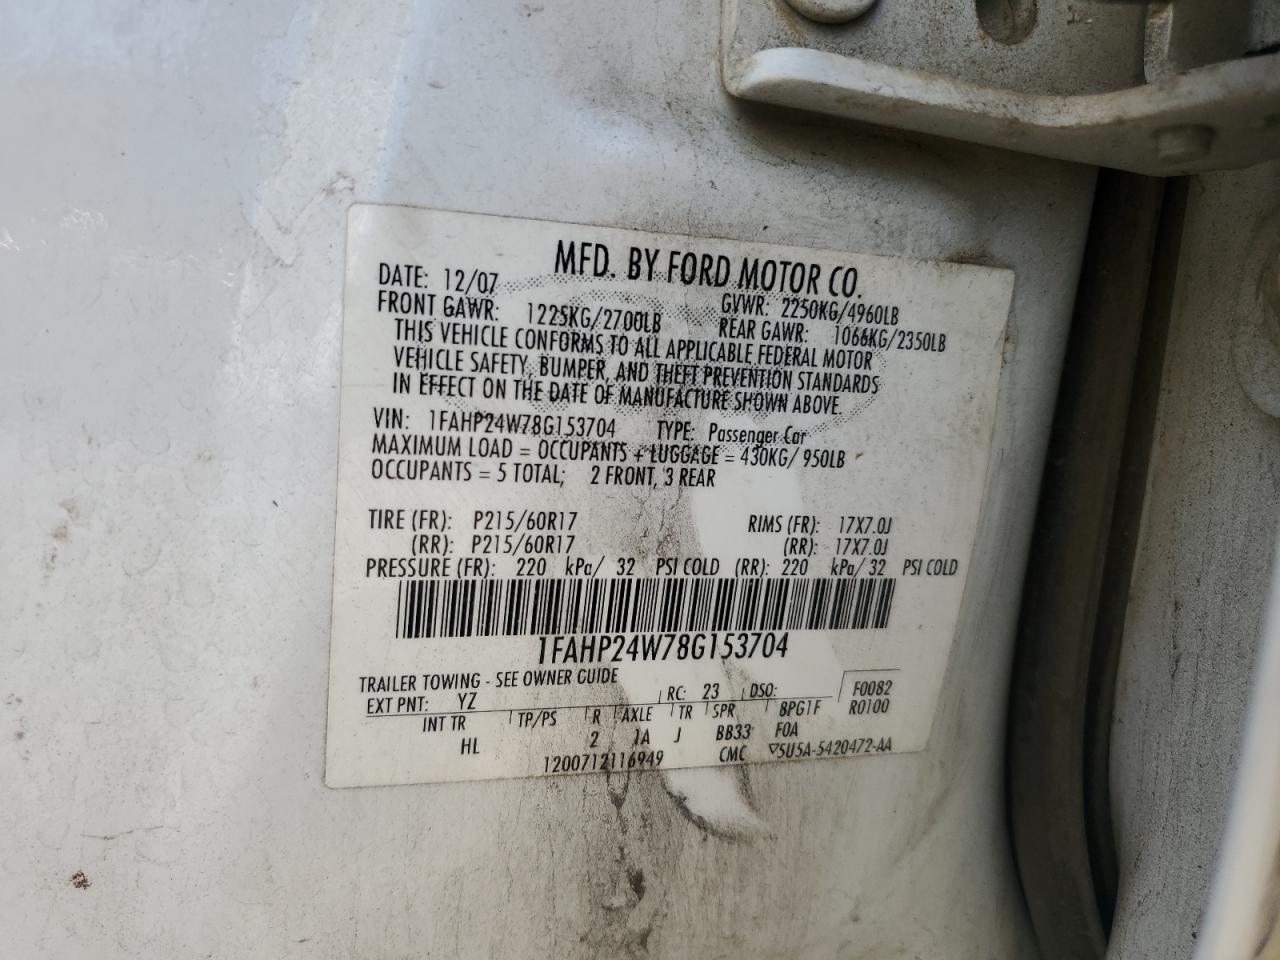 MFD. BY FORD MOTOR CO.
DATE: 12/07 GVWR: 2250KG/4960LB
FRONT GAWR: 1225KG/2700LB REAR GAWR: 1066KG/2350LB
THIS VEHICLE CONFORMS TO ALL APPLICABLE FEDERAL MOTOR
VEHICLE SAFETY, BUMPER, AND THEFT PREVENTION STANDARDS
IN EFFECT ON THE DATE OF MANUFACTURE SHOWN ABOVE.
VIN: 1FAHP24W78G153704 TYPE: Passenger Car
MAXIMUM LOAD = OCCUPANTS + LUGGAGE = 430KG/ 950LB
OCCUPANTS = 5 TOTAL; 2 FRONT, 3 REAR
TIRE (FR): P215/60R17 RIMS (FR): 17X7.0J
(RR): P215/60R17 (RR): 17X7.0J
PRESSURE (FR): 220 kPa/ 32 PSI COLD (RR): 220 kPa/ 32 PSI COLD
1FAHP24W78G153704
TRAILER TOWING - SEE OWNER GUIDE
EXT PNT: YZ RC: 23 DSO: F0082
INT TR TP/PS R AXLE TR SPR 8PG1F R0100
HL 2 1A J BB33 FOA
1200712116949 CMC 5U5A-5420472-AA